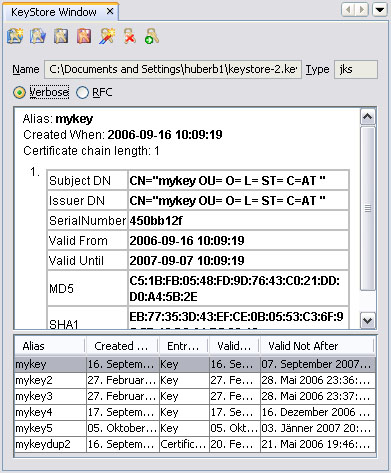 KeyStore Window
Name C:\Documents and Settings\huberb1\keystore-2.ke Type jks
Verbose RFC
Alias: mykey
Created When: 2006-09-16 10:09:19
Certificate chain length: 1
1.
Subject DN CN="mykey OU= O= L= ST= C=AT "
Issuer DN CN="mykey OU= O= L= ST= C=AT "
SerialNumber 450bb12f
Valid From 2006-09-16 10:09:19
Valid Until 2007-09-07 10:09:19
MD5 C5:1B:FB:05:48:FD:9D:76:43:C0:21:DD:
D0:A4:5B:2E
SHA1 EB:77:35:3D:43:EF:CE:0B:05:53:C3:6F:9
Alias Created ... Entr... Valid... Valid Not After
mykey 16. Septem... Key 16. Se... 07. September 2007...
mykey2 27. Februar... Key 27. Fe... 28. Mai 2006 23:36:...
mykey3 27. Februar... Key 27. Fe... 28. Mai 2006 23:37:...
mykey4 17. Septem... Key 17. Se... 16. Dezember 2006 ...
mykey5 05. Oktober... Key 05. Okt... 03. Jänner 2007 20:...
mykeydup2 16. Septem... Certific... 20. Fe... 21. Mai 2006 19:46:...